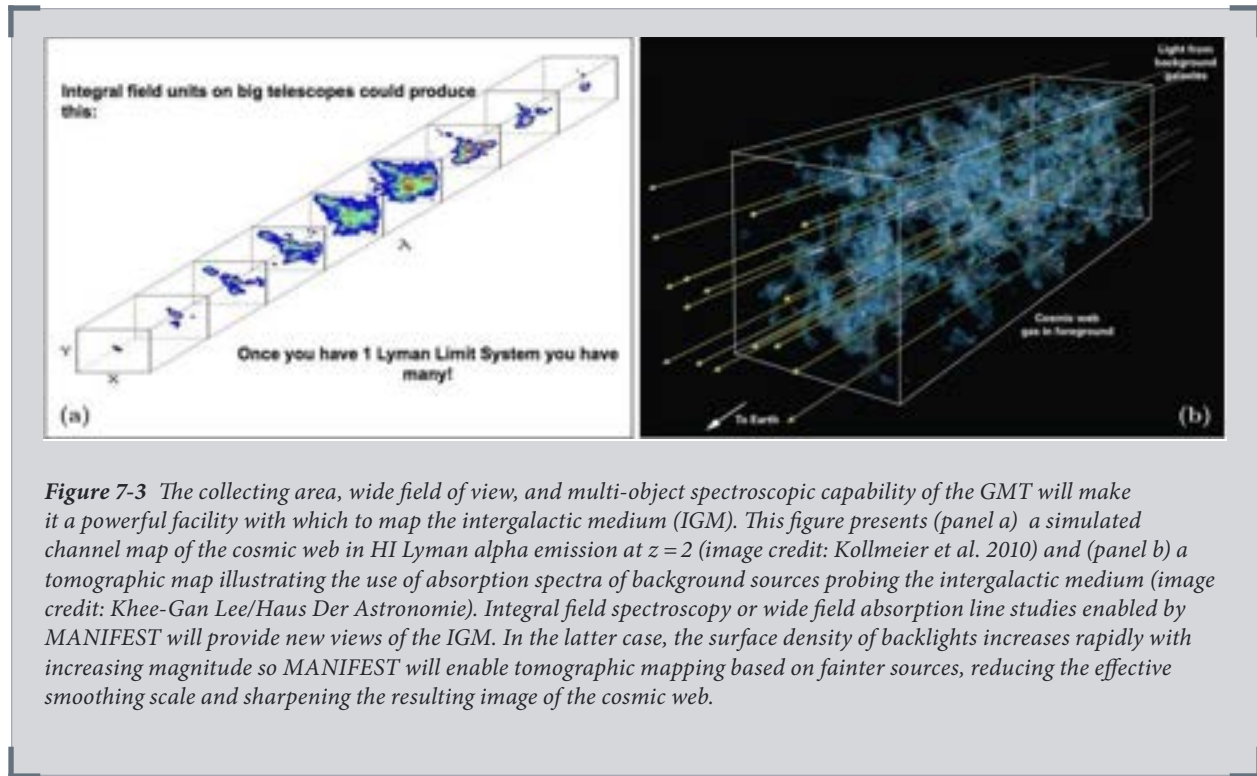 Integral field units on big telescopes could produce
this:
λ
Y
X
Once you have 1 Lyman Limit System you have
many!
(a)
Light from
background
galaxies
Cosmic web
gas in foreground
To Earth
(b)
Figure 7-3 The collecting area, wide field of view, and multi-object spectroscopic capability of the GMT will make
it a powerful facility with which to map the intergalactic medium (IGM). This figure presents (panel a) a simulated
channel map of the cosmic web in HI Lyman alpha emission at z = 2 (image credit: Kollmeier et al. 2010) and (panel b) a
tomographic map illustrating the use of absorption spectra of background sources probing the intergalactic medium (image
credit: Khee-Gan Lee/Haus Der Astronomie). Integral field spectroscopy or wide field absorption line studies enabled by
MANIFEST will provide new views of the IGM. In the latter case, the surface density of backlights increases rapidly with
increasing magnitude so MANIFEST will enable tomographic mapping based on fainter sources, reducing the effective
smoothing scale and sharpening the resulting image of the cosmic web.